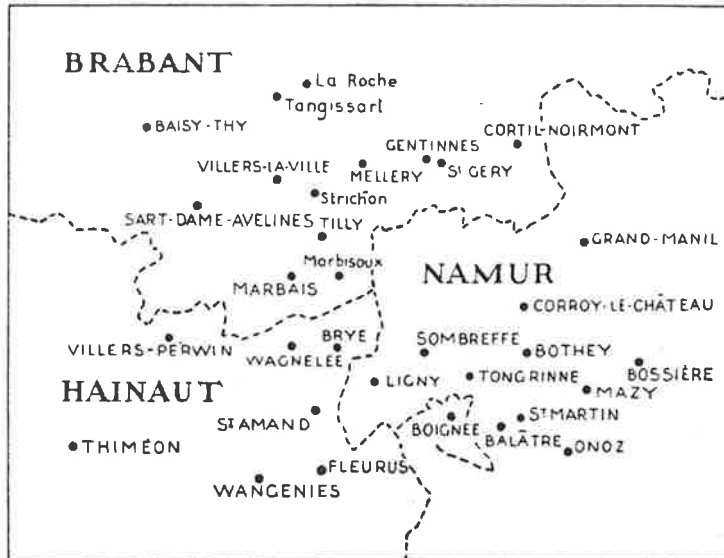 BRABANT
La Roche
Tangissart
BAISY-THY
CORTIL-NOIRMONT
GENTINNES
VILLERS-LA-VILLE
MELLERY
St GERY
Strichon
SART-DAME-AVELINES
TILLY
GRAND-MANIL
Marbisoux
NAMUR
MARBAIS
CORROY-LE-CHÂTEAU
BRYE
SOMBREFFE
BOTHEY
VILLERS-PERWIN
WAGNELÉE
BOSSIÈRE
LIGNY
TONGRINNE
HAINAUT
MAZY
St AMAND
BOIGNÉE
St MARTIN
BALÂTRE
ONOZ
THIMÉON
FLEURUS
WANGENIES